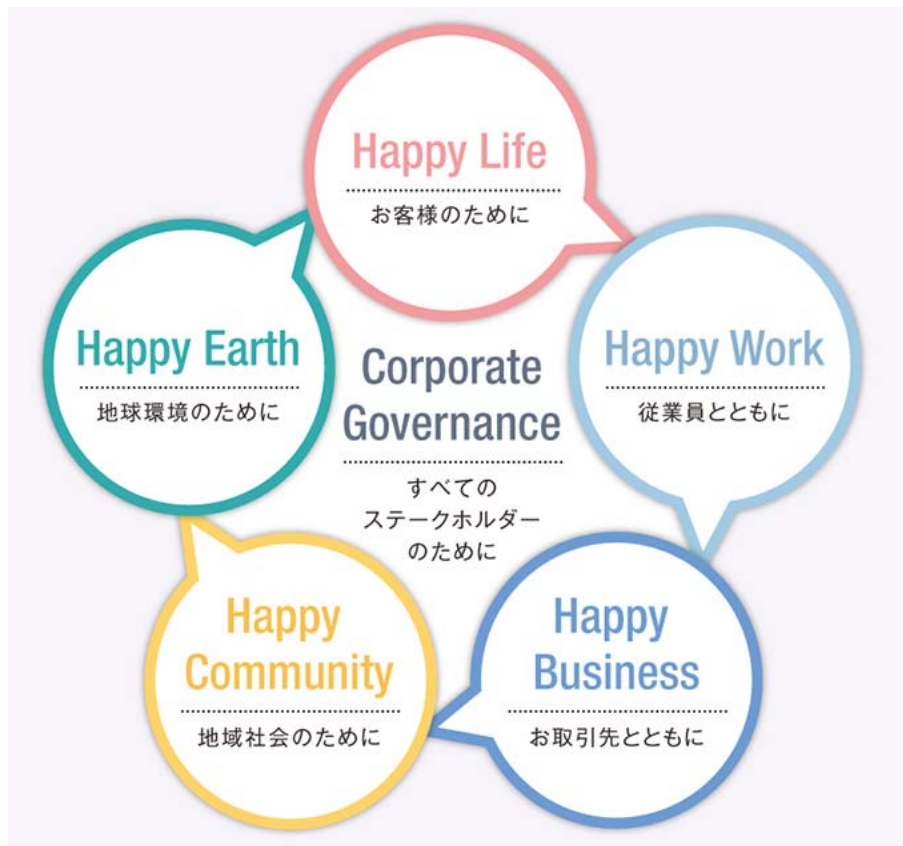 Happy Life
お客様のために
Happy Earth
地球環境のために
Corporate
Governance
すべての
ステークホルダー
のために
Happy Work
従業員とともに
Happy
Community
地域社会のために
Happy
Business
お取引先とともに